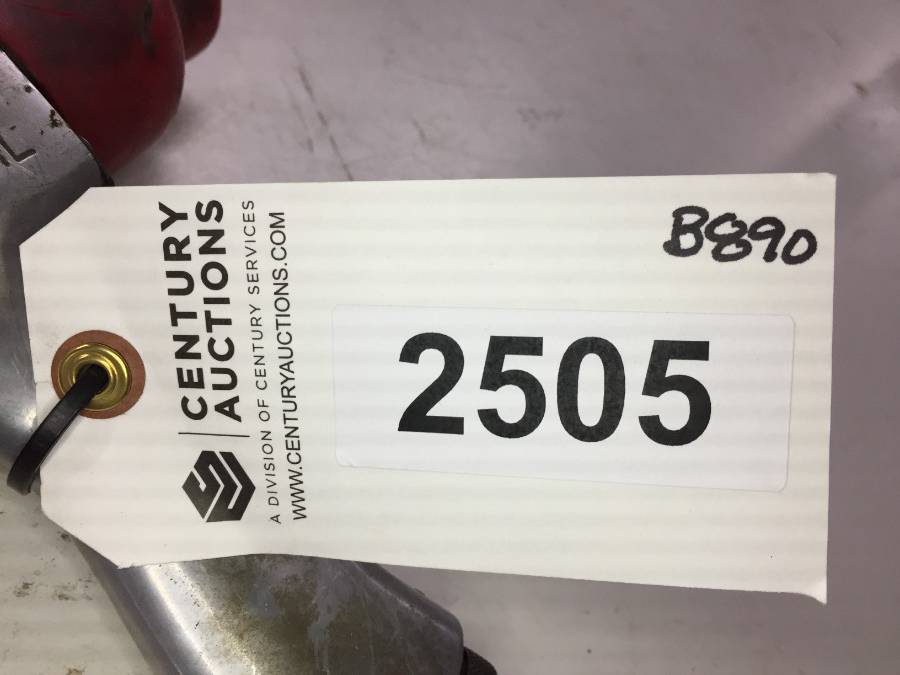 CENTURY
AUCTIONS
A DIVISION OF CENTURY SERVICES
WWW.CENTURYAUCTIONS.COM
B890
2505
L